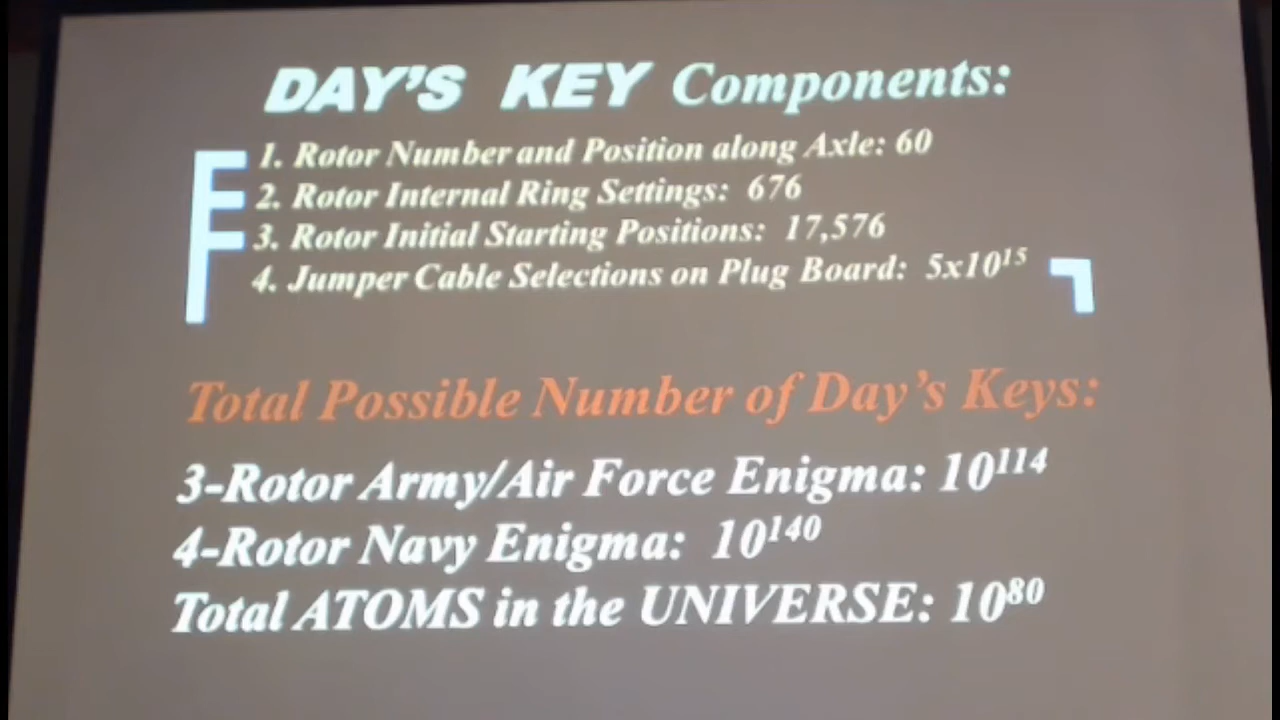 DAY'S KEY Components:
1. Rotor Number and Position along Axle: 60
2. Rotor Internal Ring Settings: 676
3. Rotor Initial Starting Positions: 17,576
4. Jumper Cable Selections on Plug Board: 5x10¹⁵
Total Possible Number of Day's Keys:
3-Rotor Army/Air Force Enigma: 10¹¹⁴
4-Rotor Navy Enigma: 10¹⁴⁰
Total ATOMS in the UNIVERSE: 10⁸⁰